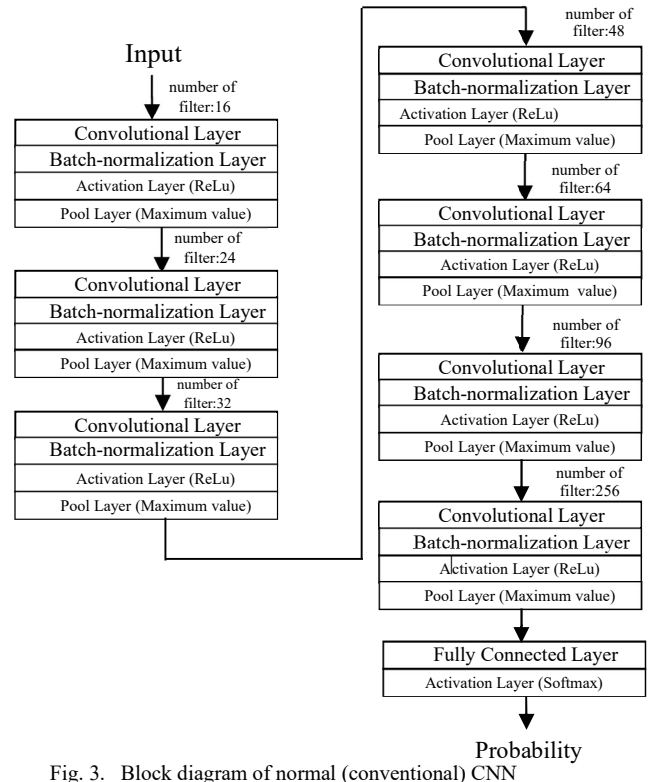 Input
number of
filter:16
Convolutional Layer
Batch-normalization Layer
Activation Layer (ReLu)
Pool Layer (Maximum value)
number of
filter:24
Convolutional Layer
Batch-normalization Layer
Activation Layer (ReLu)
Pool Layer (Maximum value)
number of
filter:32
Convolutional Layer
Batch-normalization Layer
Activation Layer (ReLu)
Pool Layer (Maximum value)
number of
filter:48
Convolutional Layer
Batch-normalization Layer
Activation Layer (ReLu)
Pool Layer (Maximum value)
number of
filter:64
Convolutional Layer
Batch-normalization Layer
Activation Layer (ReLu)
Pool Layer (Maximum value)
number of
filter:96
Convolutional Layer
Batch-normalization Layer
Activation Layer (ReLu)
Pool Layer (Maximum value)
number of
filter:256
Convolutional Layer
Batch-normalization Layer
Activation Layer (ReLu)
Pool Layer (Maximum value)
Fully Connected Layer
Activation Layer (Softmax)
Probability
Fig. 3. Block diagram of normal (conventional) CNN